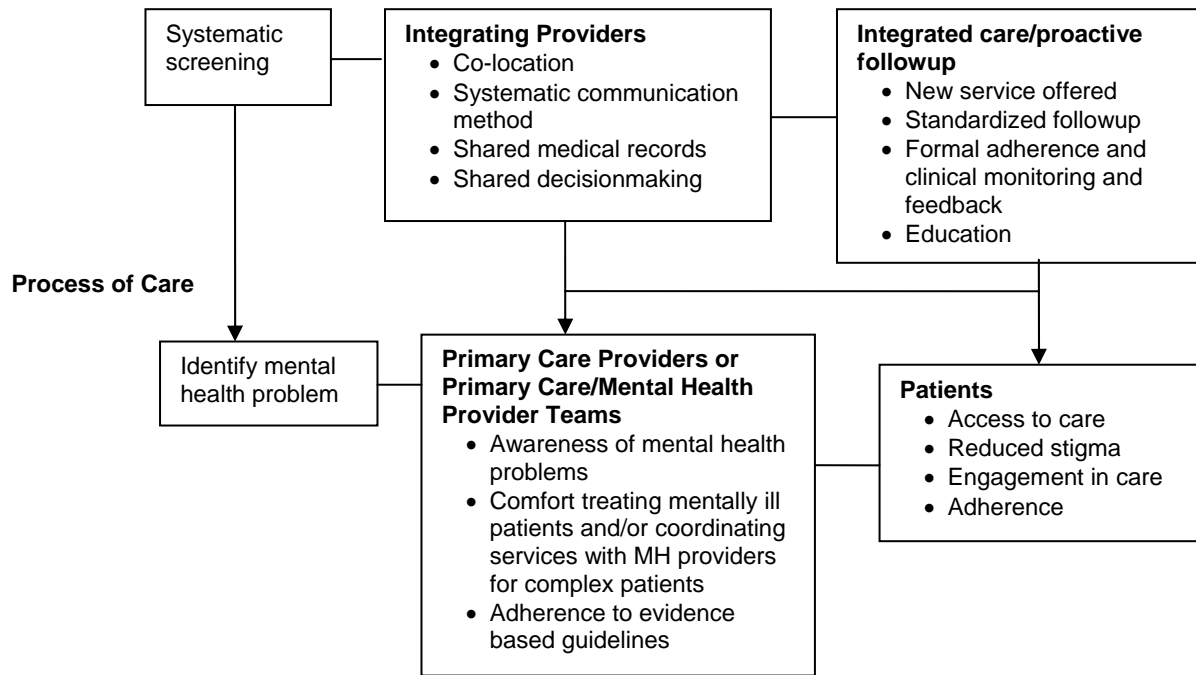 Systematic
screening
Integrating Providers
• Co-location
• Systematic communication
method
• Shared medical records
• Shared decisionmaking
Integrated care/proactive
followup
• New service offered
• Standardized followup
• Formal adherence and
clinical monitoring and
feedback
• Education
Process of Care
Identify mental
health problem
Primary Care Providers or
Primary Care/Mental Health
Provider Teams
• Awareness of mental health
problems
• Comfort treating mentally ill
patients and/or coordinating
services with MH providers
for complex patients
• Adherence to evidence
based guidelines
Patients
• Access to care
• Reduced stigma
• Engagement in care
• Adherence